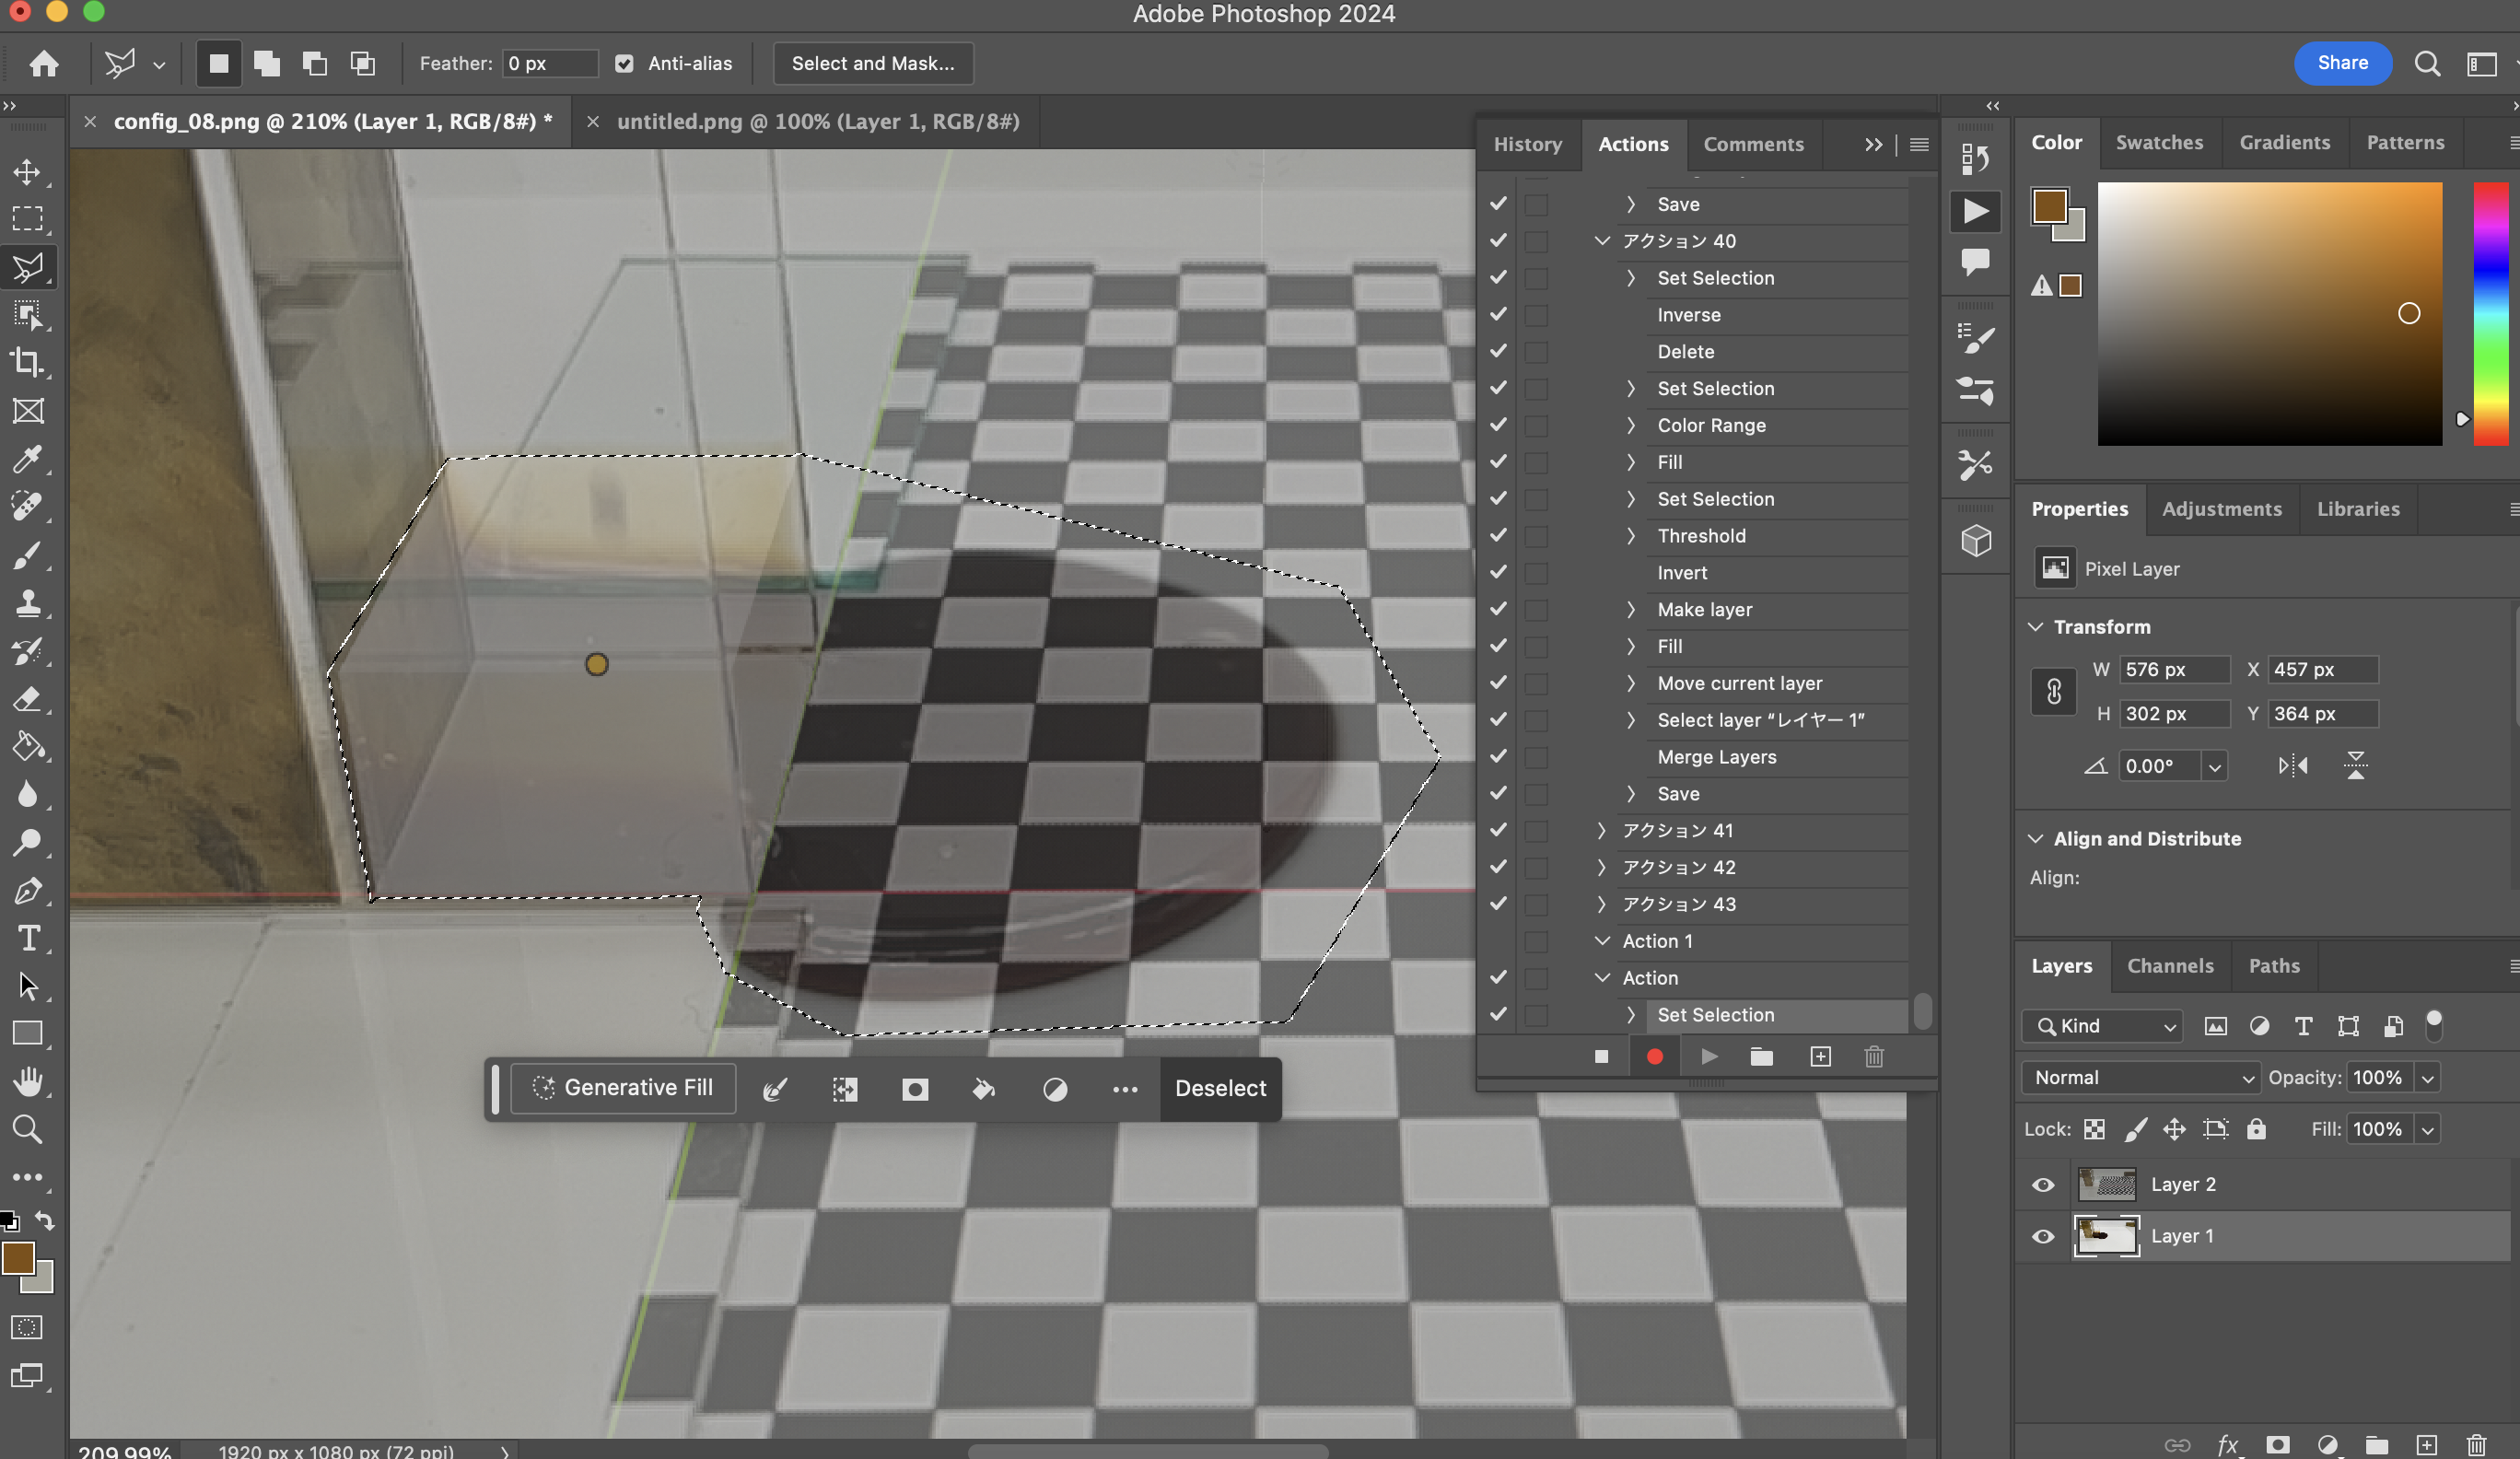 Adobe Photoshop 2024
Feather: 0 px Anti-alias Select and Mask... Share
config_08.png @ 210% (Layer 1, RGB/8#) * untitled.png @ 100% (Layer 1, RGB/8#)
History Actions Comments
Save
アクション 40
Set Selection
Inverse
Delete
Set Selection
Color Range
Fill
Set Selection
Threshold
Invert
Make layer
Fill
Move current layer
Select layer “レイヤー 1”
Merge Layers
Save
アクション 41
アクション 42
アクション 43
Action 1
Action
Set Selection
Generative Fill Deselect
209.99% 1920 px x 1080 px (72 ppi)
Color Swatches Gradients Patterns
Properties Adjustments Libraries
Pixel Layer
Transform
W 576 px X 457 px
H 302 px Y 364 px
0.00°
Align and Distribute
Align:
Layers Channels Paths
Kind
Normal Opacity: 100%
Lock: Fill: 100%
Layer 2
Layer 1
fx